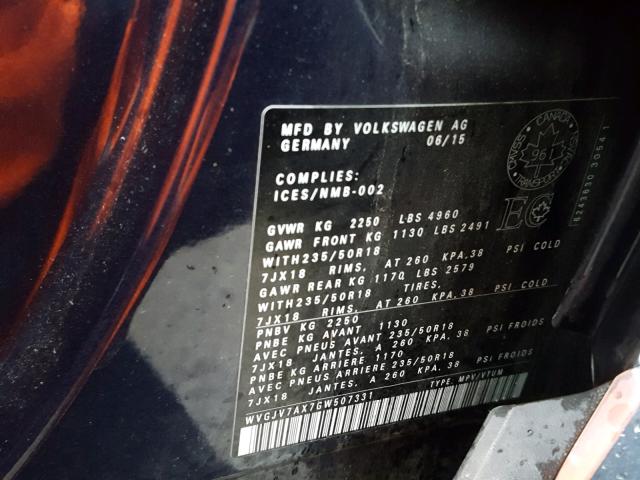 MFD BY VOLKSWAGEN AG
GERMANY 06/15
COMPLIES:
ICES/NMB-002
GVWR KG 2250 LBS 4960
GAWR FRONT KG 1130 LBS 2491
WITH235/50R18
7JX18 RIMS, AT 260 KPA.38 PSI COLD
GAWR REAR KG 1170 LBS 2579
WITH235/50R18 TIRES,
7JX18 RIMS. AT 260 KPA.38 PSI COLD
PNBV KG 2250
PNBE KG AVANT 1130
AVEC PNEUS AVANT 235/50R18
7JX18 JANTES. A 260 KPA. 38 PSI FROIDS
PNBE KG ARRIERE 1170
AVEC PNEUS ARRIERE 235/50R18
7JX18 JANTES. A 260 KPA. 38 PSI FROIDS
TYPE: MPV/VTUM
WVGJV7AX7GW507331
CANADA
96
TRANSPORT
EC